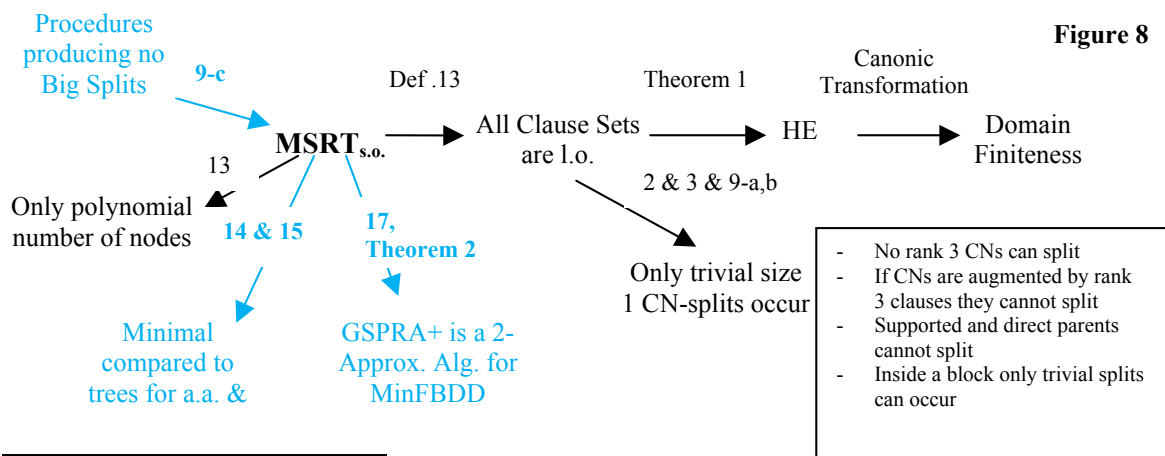 Figure 8
Procedures
producing no
Big Splits
9-c
Def .13
Theorem 1
Canonic
Transformation
MSRTs.o.
All Clause Sets
are l.o.
HE
Domain
Finiteness
13
2 & 3 & 9-a,b
Only polynomial
number of nodes
14 & 15
17,
Theorem 2
Only trivial size
1 CN-splits occur
Minimal
compared to
trees for a.a. &
GSPRA+ is a 2-
Approx. Alg. for
MinFBDD
- No rank 3 CNs can split
- If CNs are augmented by rank
3 clauses they cannot split
- Supported and direct parents
cannot split
- Inside a block only trivial splits
can occur